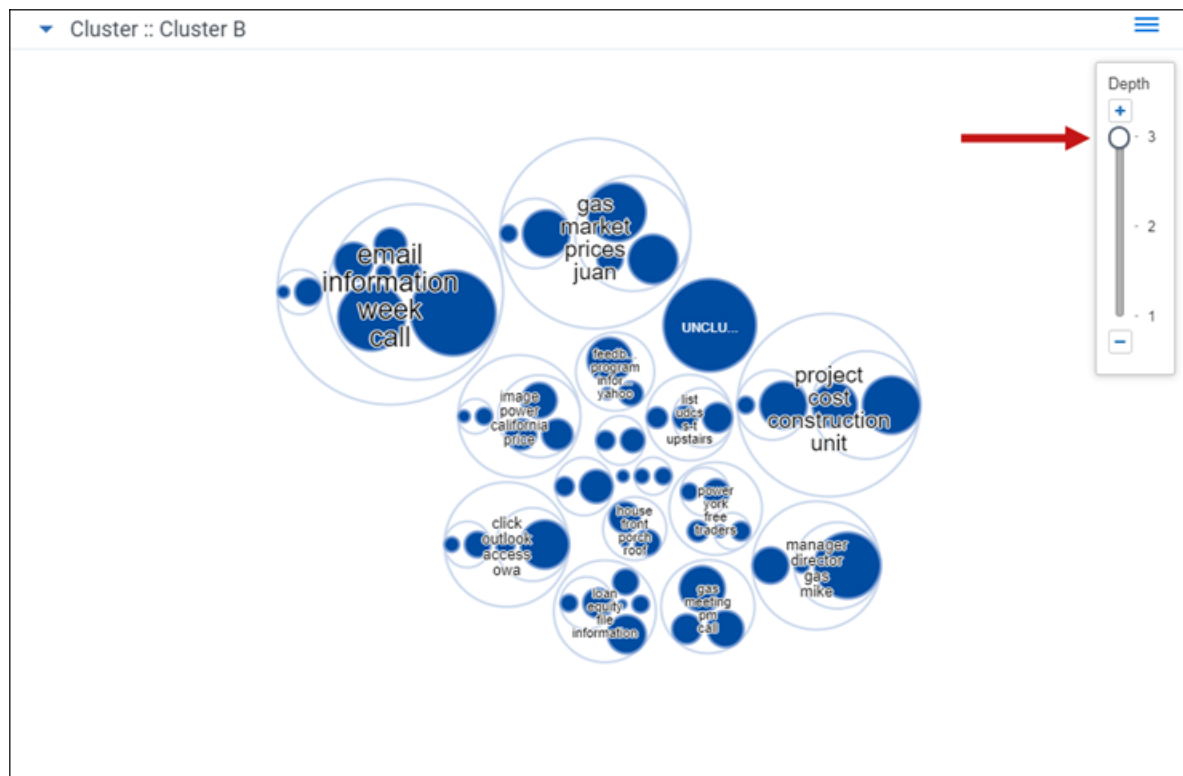 Cluster :: Cluster B
Depth
+
3
2
1
−
gas
market
prices
juan
email
information
week
call
UNCLU...
feedb...
program
infor...
yahoo
project
cost
construction
unit
image
power
california
price
list
udcs
s-t
upstairs
click
outlook
access
owa
house
front
porch
roof
power
york
free
traders
manager
director
gas
mike
loan
equity
file
information
gas
meeting
pm
call